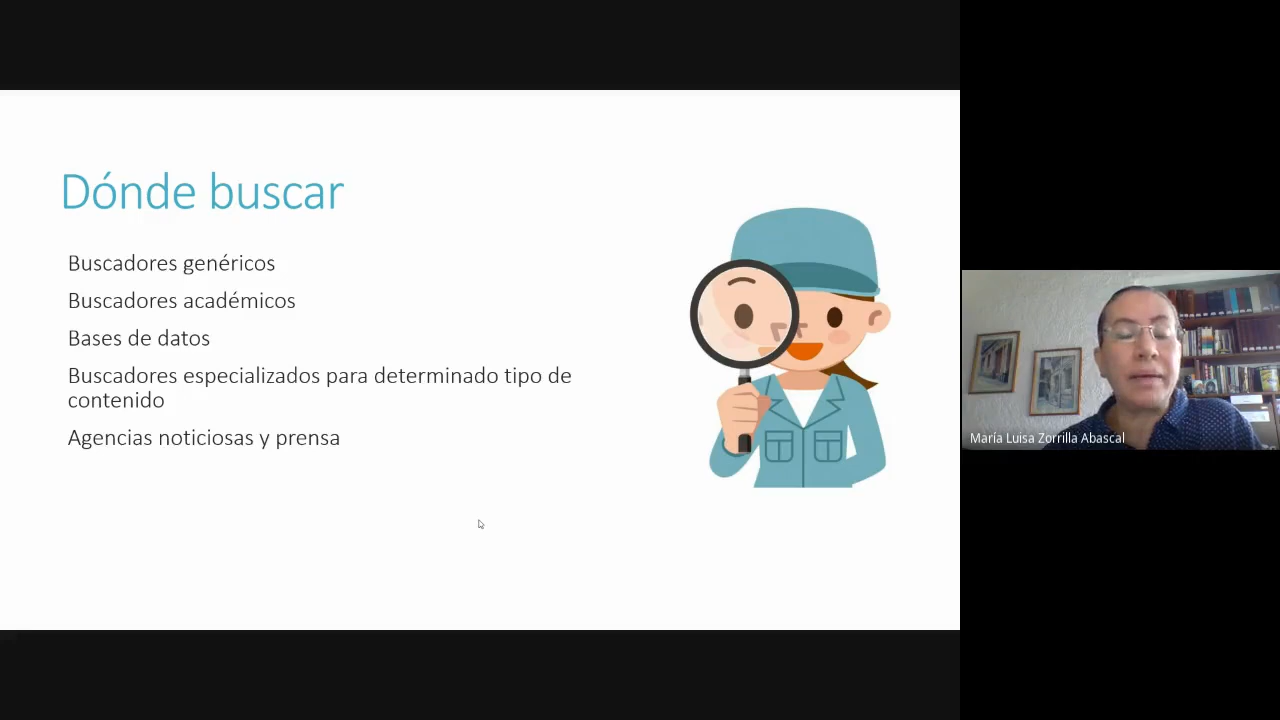 Dónde buscar
Buscadores genéricos
Buscadores académicos
Bases de datos
Buscadores especializados para determinado tipo de
contenido
Agencias noticiosas y prensa
María Luisa Zorrilla Abascal